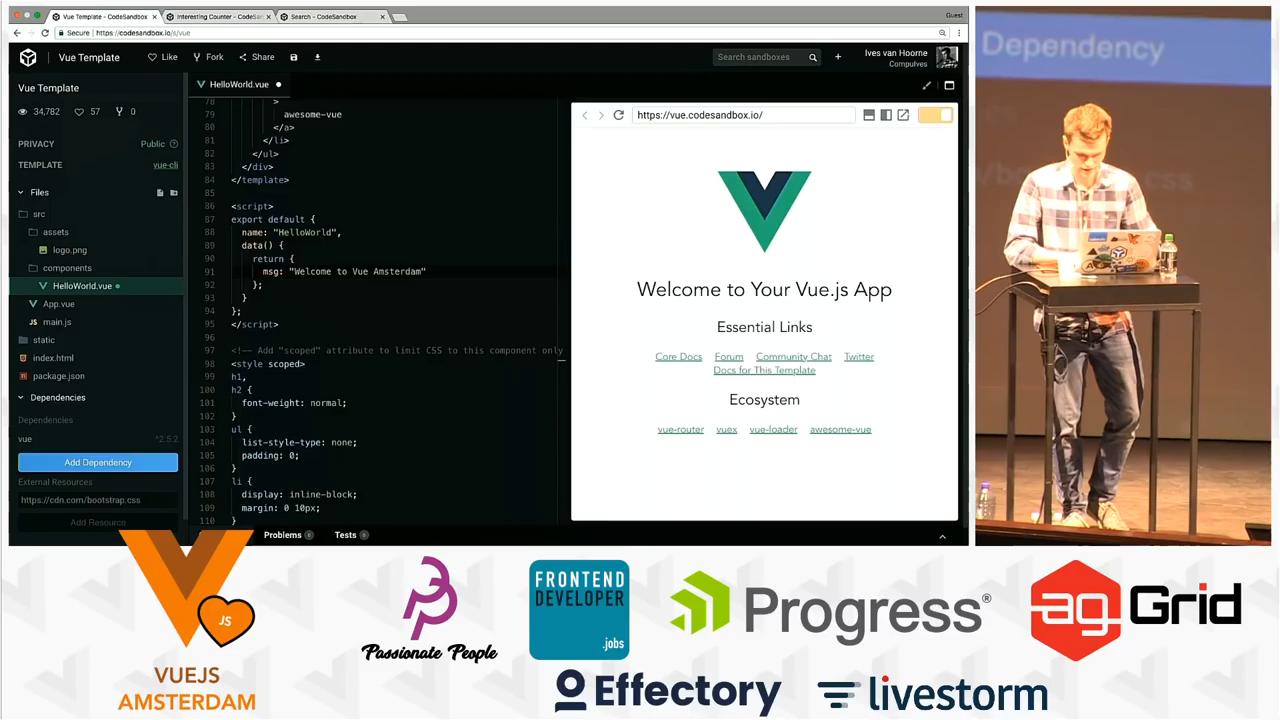 Vue Template - CodeSandbox
Interesting Counter - CodeSan
Search - CodeSandbox
Guest
Secure
https://codesandbox.io/s/vue
Vue Template
Like
Fork
Share
Search sandboxes
Ives van Hoorne
Compulves
Vue Template
34,782
57
0
PRIVACY
Public
TEMPLATE
vue-cli
Files
src
assets
logo.png
components
HelloWorld.vue
App.vue
main.js
static
index.html
package.json
Dependencies
Dependencies
vue
^2.5.2
Add Dependency
External Resources
https://cdn.com/bootstrap.css
Add Resource
HelloWorld.vue
78 >
79 awesome-vue
80 </a>
81 </li>
82 </ul>
83 </div>
84 </template>
85
86 <script>
87 export default {
88 name: "HelloWorld",
89 data() {
90 return {
91 msg: "Welcome to Vue Amsterdam"
92 };
93 }
94 };
95 </script>
96
97 <!-- Add "scoped" attribute to limit CSS to this component only
98 <style scoped>
99 h1,
100 h2 {
101 font-weight: normal;
102 }
103 ul {
104 list-style-type: none;
105 padding: 0;
106 }
107 li {
108 display: inline-block;
109 margin: 0 10px;
110 }
Problems 0
Tests 0
https://vue.codesandbox.io/
Welcome to Your Vue.js App
Essential Links
Core Docs Forum Community Chat Twitter
Docs for This Template
Ecosystem
vue-router vuex vue-loader awesome-vue
Dependency
JS
VUEJS
AMSTERDAM
Passionate People
FRONTEND
DEVELOPER
.jobs
Progress®
ag Grid
Effectory
livestorm